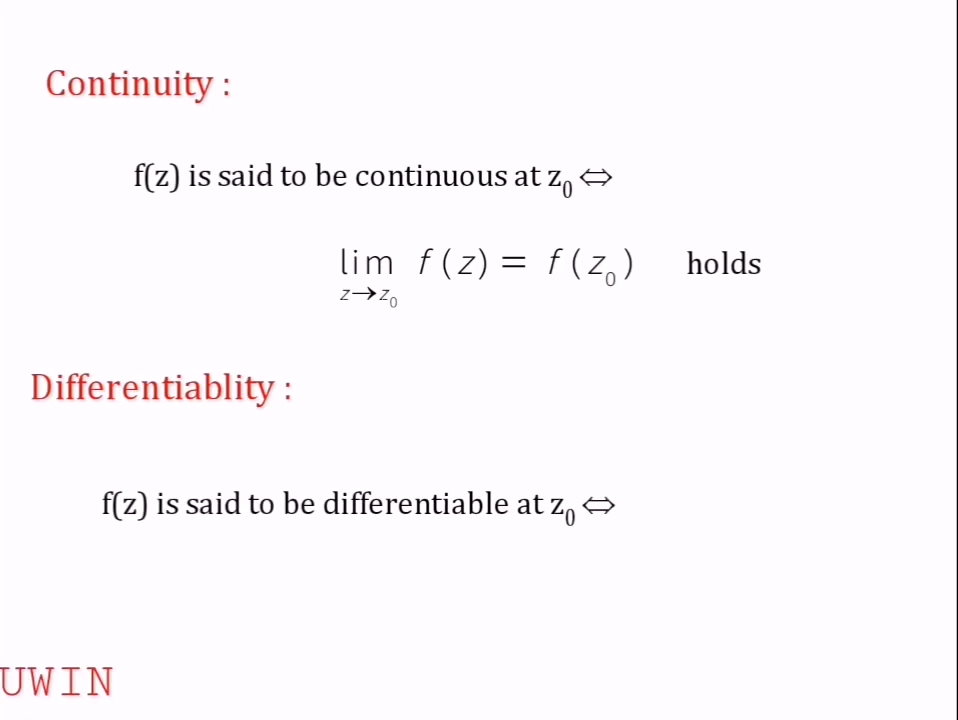 Continuity :
f(z) is said to be continuous at z₀ ⇔
lim f(z) = f(z₀) holds
z→z₀
Differentiablity :
f(z) is said to be differentiable at z₀ ⇔
UWIN